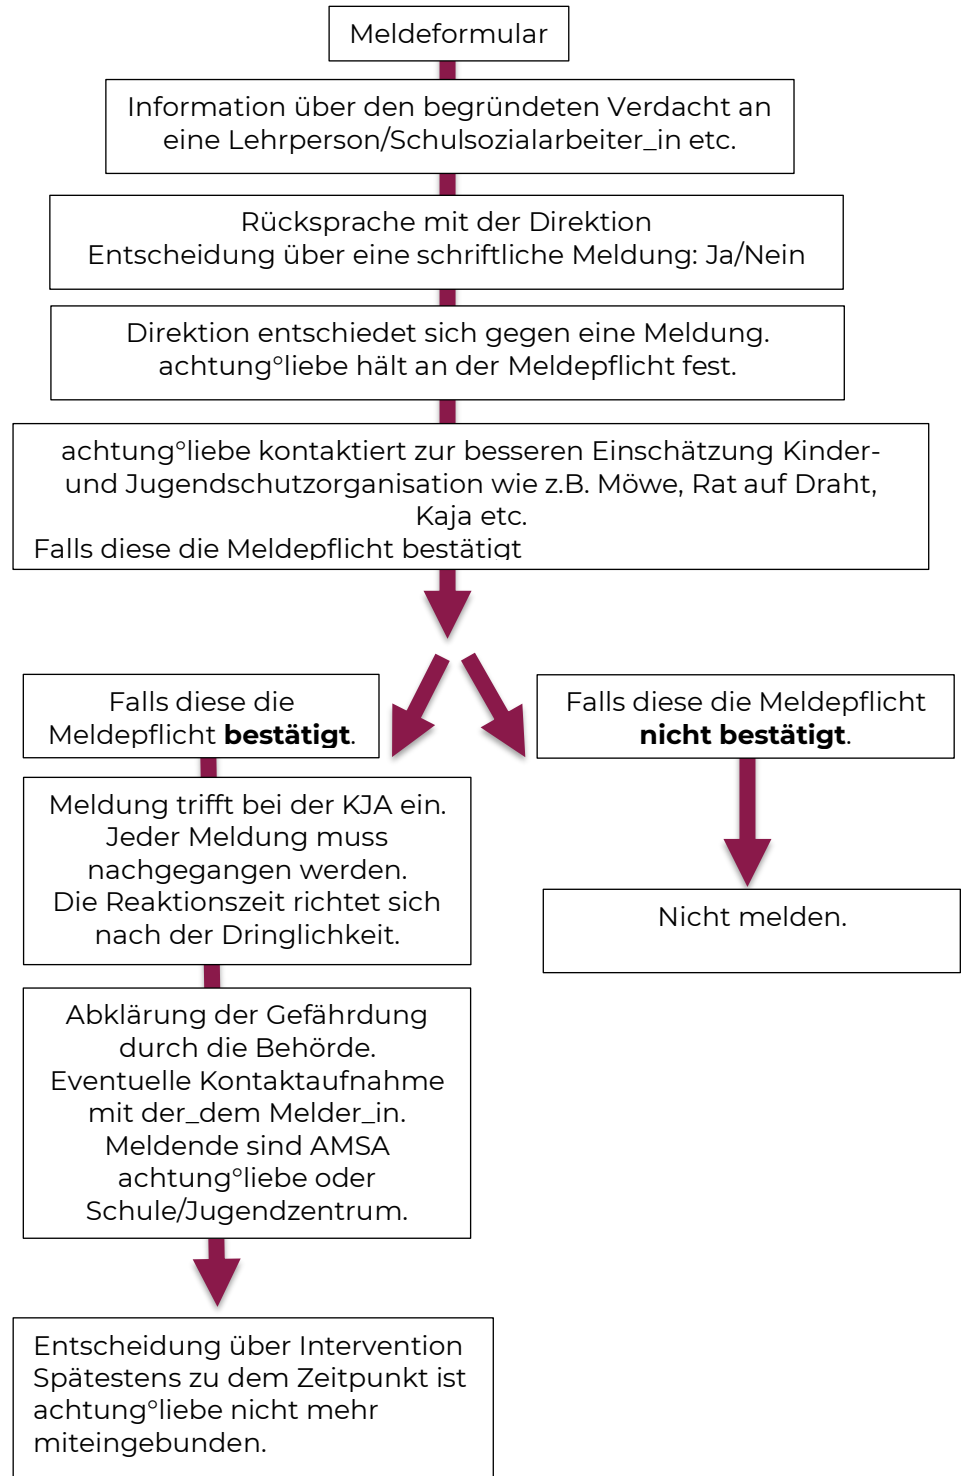 Meldeformular
Information über den begründeten Verdacht an
eine Lehrperson/Schulsozialarbeiter_in etc.
Rücksprache mit der Direktion
Entscheidung über eine schriftliche Meldung: Ja/Nein
Direktion entschiedet sich gegen eine Meldung.
achtung°liebe hält an der Meldepflicht fest.
achtung°liebe kontaktiert zur besseren Einschätzung Kinder-
und Jugendschutzorganisation wie z.B. Möwe, Rat auf Draht,
Kaja etc.
Falls diese die Meldepflicht bestätigt
Falls diese die
Meldepflicht bestätigt.
Meldung trifft bei der KJA ein.
Jeder Meldung muss
nachgegangen werden.
Die Reaktionszeit richtet sich
nach der Dringlichkeit.
Abklärung der Gefährdung
durch die Behörde.
Eventuelle Kontaktaufnahme
mit der_dem Melder_in.
Meldende sind AMSA
achtung°liebe oder
Schule/Jugendzentrum.
Entscheidung über Intervention
Spätestens zu dem Zeitpunkt ist
achtung°liebe nicht mehr
miteingebunden.
Falls diese die Meldepflicht
nicht bestätigt.
Nicht melden.